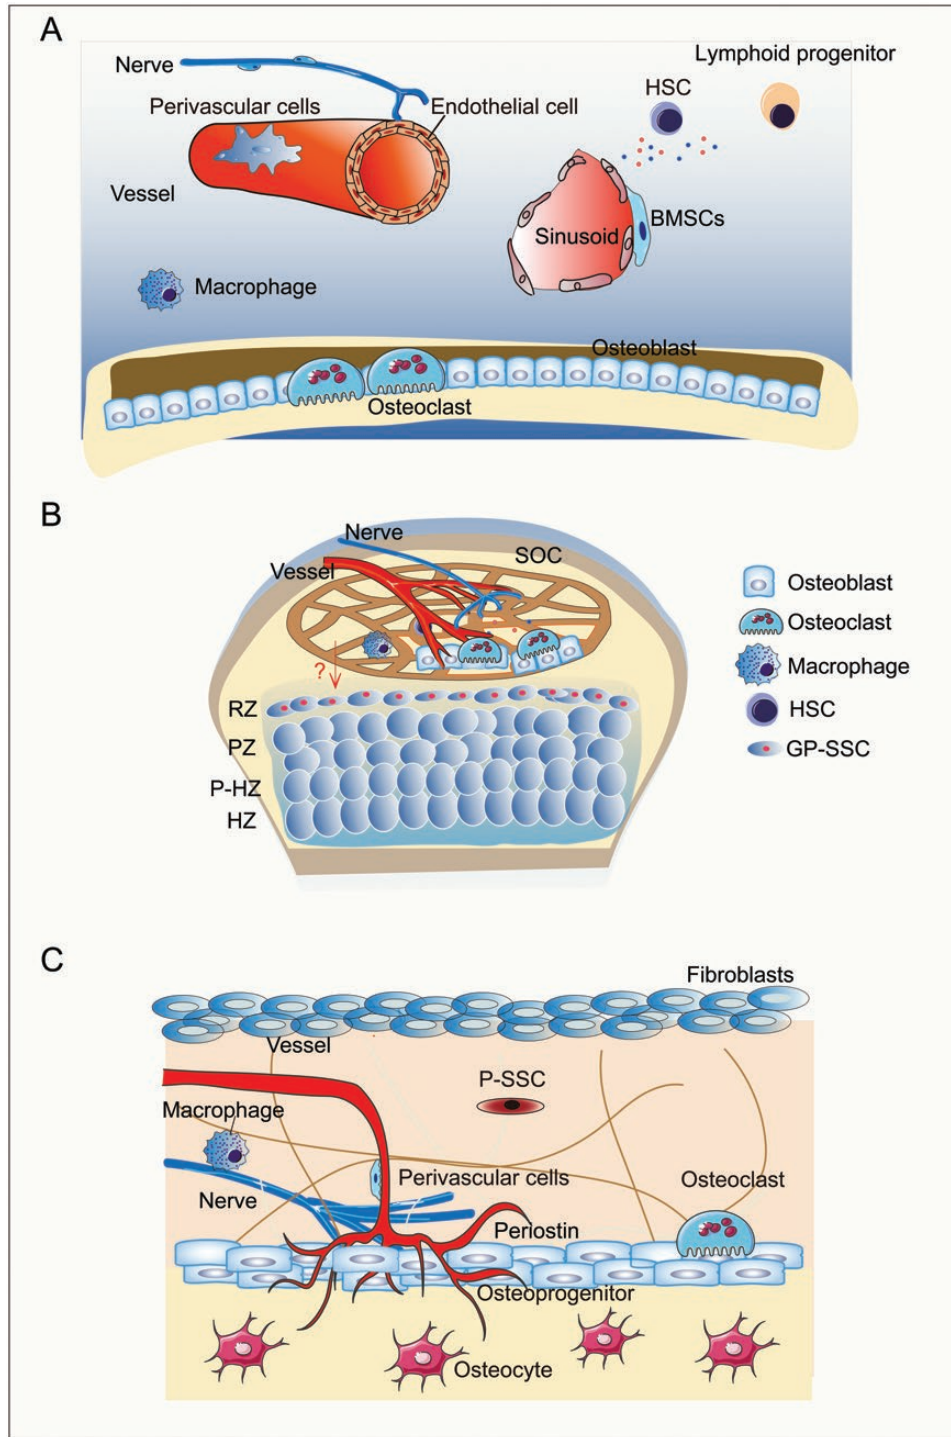 A
Nerve
Lymphoid progenitor
HSC
Perivascular cells
Endothelial cell
Vessel
BMSCs
Sinusoid
Macrophage
Osteoblast
Osteoclast
B
Nerve
SOC
Vessel
?
RZ
PZ
P-HZ
HZ
Osteoblast
Osteoclast
Macrophage
HSC
GP-SSC
C
Fibroblasts
Vessel
P-SSC
Macrophage
Perivascular cells
Osteoclast
Nerve
Periostin
Osteoprogenitor
Osteocyte